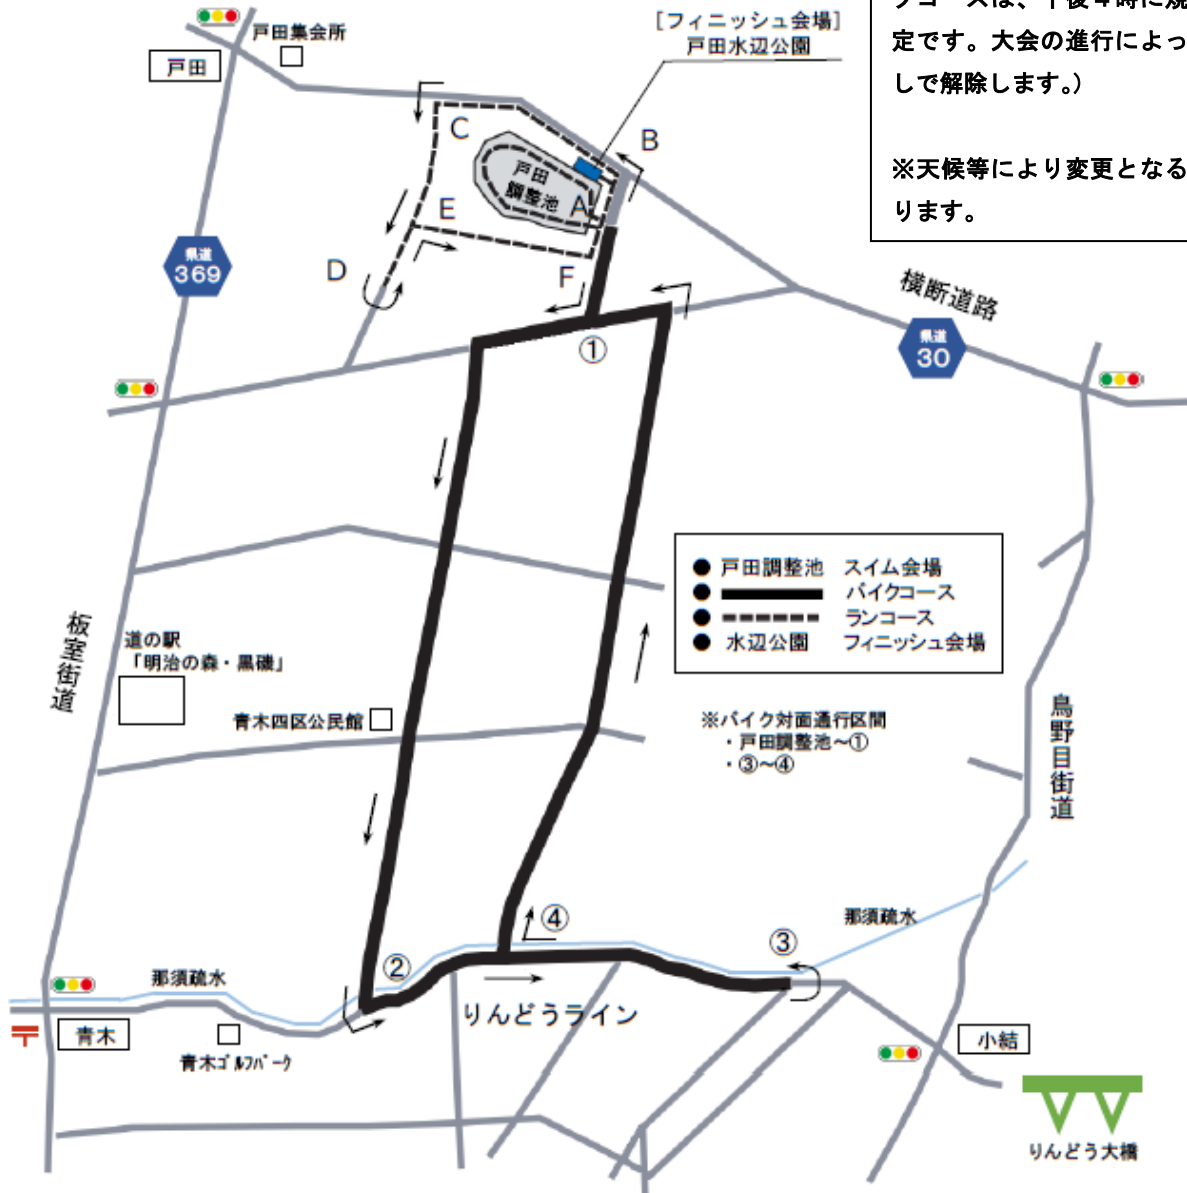 [フィニッシュ会場]
戸田水辺公園
定です。大会の進行によっ
しで解除します。）
※天候等により変更となる
ります。
戸田集会所
戸田
C
B
戸田
調整池
A
E
D
F
県道
369
横断道路
県道
30
①
● 戸田調整池 スイム会場
● バイクコース
● ランコース
● 水辺公園 フィニッシュ会場
※バイク対面通行区間
・戸田調整池～①
・③～④
板室街道
道の駅
「明治の森・黒磯」
青木四区公民館
鳥野目街道
④
那須疏水
③
②
那須疏水
りんどうライン
〒
青木
青木ゴルフパーク
小結
りんどう大橋